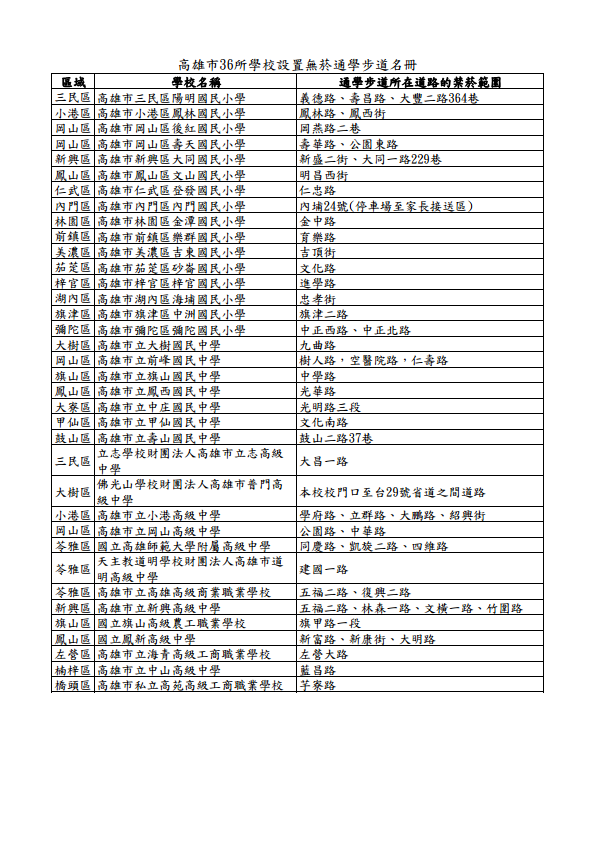 高雄市36所學校設置無菸通學步道名冊
區域 學校名稱 通學步道所在道路的禁菸範圍
三民區 高雄市三民區陽明國民小學 義德路、壽昌路、大豐二路364巷
小港區 高雄市小港區鳳林國民小學 鳳林路、鳳西街
岡山區 高雄市岡山區後紅國民小學 岡燕路二巷
岡山區 高雄市岡山區壽天國民小學 壽華路、公園東路
新興區 高雄市新興區大同國民小學 新盛二街、大同一路229巷
鳳山區 高雄市鳳山區文山國民小學 明昌西街
仁武區 高雄市仁武區登發國民小學 仁忠路
內門區 高雄市內門區內門國民小學 內埔24號(停車場至家長接送區)
林園區 高雄市林園區金潭國民小學 金中路
前鎮區 高雄市前鎮區樂群國民小學 育樂路
美濃區 高雄市美濃區吉東國民小學 吉頂街
茄萣區 高雄市茄萣區砂崙國民小學 文化路
梓官區 高雄市梓官區梓官國民小學 進學路
湖內區 高雄市湖內區海埔國民小學 忠孝街
旗津區 高雄市旗津區中洲國民小學 旗津二路
彌陀區 高雄市彌陀區彌陀國民小學 中正西路、中正北路
大樹區 高雄市立大樹國民中學 九曲路
岡山區 高雄市立前峰國民中學 樹人路，空醫院路，仁壽路
旗山區 高雄市立旗山國民中學 中學路
鳳山區 高雄市立鳳西國民中學 光華路
大寮區 高雄市立中庄國民中學 光明路三段
甲仙區 高雄市立甲仙國民中學 文化南路
鼓山區 高雄市立壽山國民中學 鼓山二路37巷
三民區 立志學校財團法人高雄市立志高級
中學 大昌一路
大樹區 佛光山學校財團法人高雄市普門高
級中學 本校校門口至台29號省道之間道路
小港區 高雄市立小港高級中學 學府路、立群路、大鵬路、紹興街
岡山區 高雄市立岡山高級中學 公園路、中華路
苓雅區 國立高雄師範大學附屬高級中學 同慶路、凱旋二路、四維路
苓雅區 天主教道明學校財團法人高雄市道
明高級中學 建國一路
苓雅區 高雄市立高雄高級商業職業學校 五福二路、復興二路
新興區 高雄市立新興高級中學 五福二路、林森一路、文橫一路、竹圍路
旗山區 國立旗山高級農工職業學校 旗甲路一段
鳳山區 國立鳳新高級中學 新富路、新康街、大明路
左營區 高雄市立海青高級工商職業學校 左營大路
楠梓區 高雄市立中山高級中學 藍昌路
橋頭區 高雄市私立高苑高級工商職業學校 芋寮路